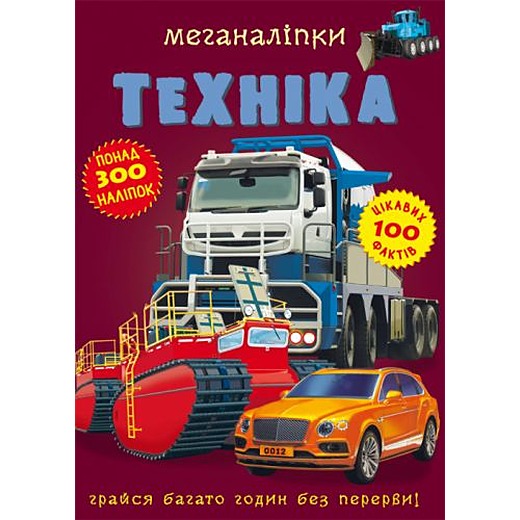 Меганаліпки
Техніка
понад
300
наліпок
цікавих
100
фактів
0012
грайся багато годин без перерви!